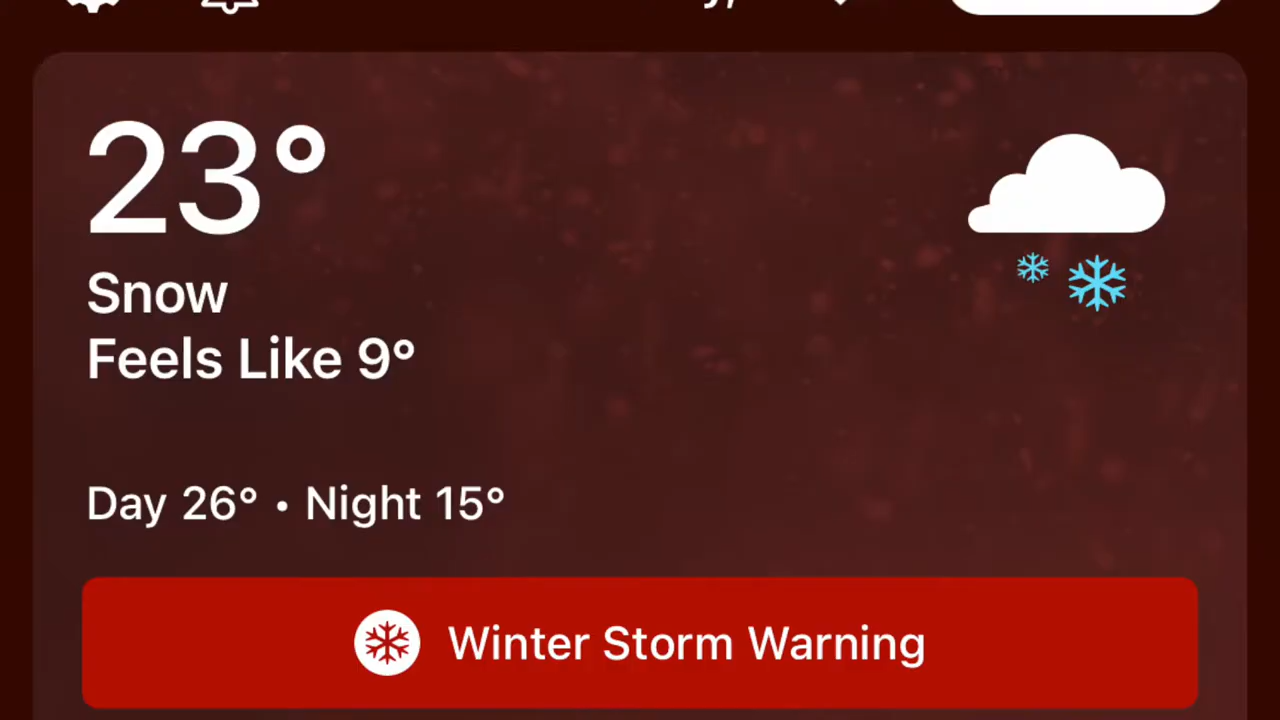 23°
Snow
Feels Like 9°
Day 26° • Night 15°
Winter Storm Warning